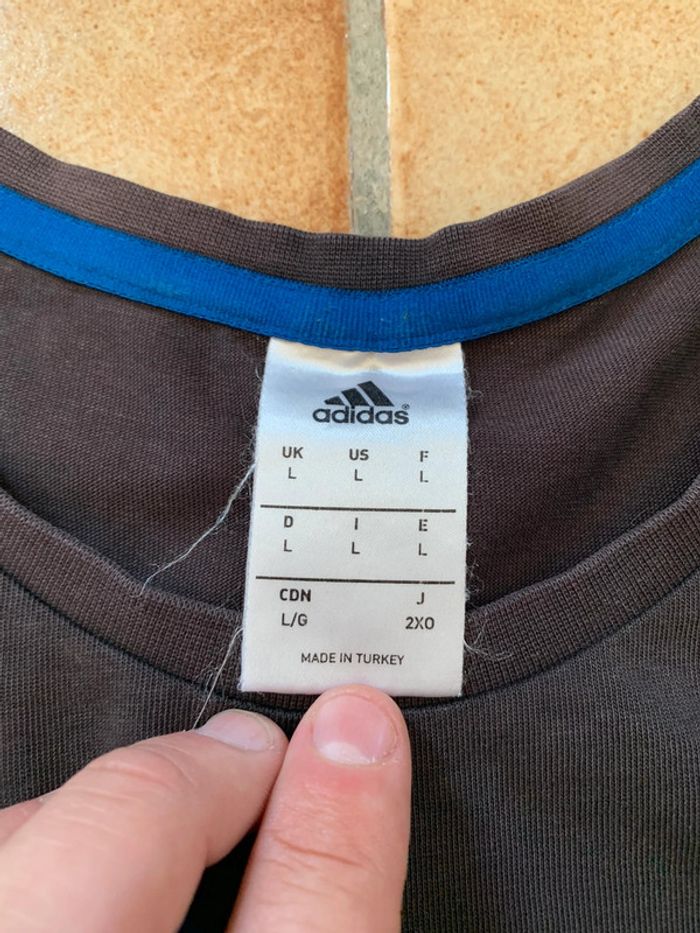 adidas®
UK US F
L L L
D I E
L L L
CDN J
L/G 2XO
MADE IN TURKEY